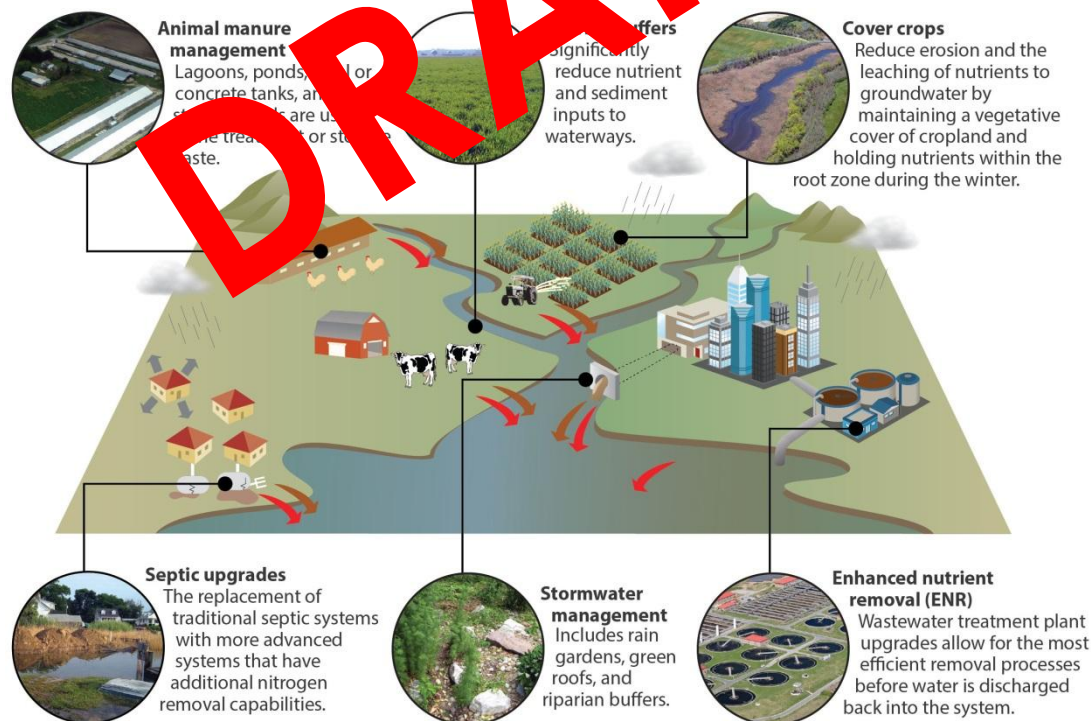 Animal manure
management
Lagoons, ponds, or
concrete tanks,
are
or
DRA
Significantly
reduce nutrient
and sediment
inputs to
waterways.
Cover crops
Reduce erosion and the
leaching of nutrients to
groundwater by
maintaining a vegetative
cover of cropland and
holding nutrients within the
root zone during the winter.
Septic upgrades
The replacement of
traditional septic systems
with more advanced
systems that have
additional nitrogen
removal capabilities.
Stormwater
management
Includes rain
gardens, green
roofs, and
riparian buffers.
Enhanced nutrient
removal (ENR)
Wastewater treatment plant
upgrades allow for the most
efficient removal processes
before water is discharged
back into the system.